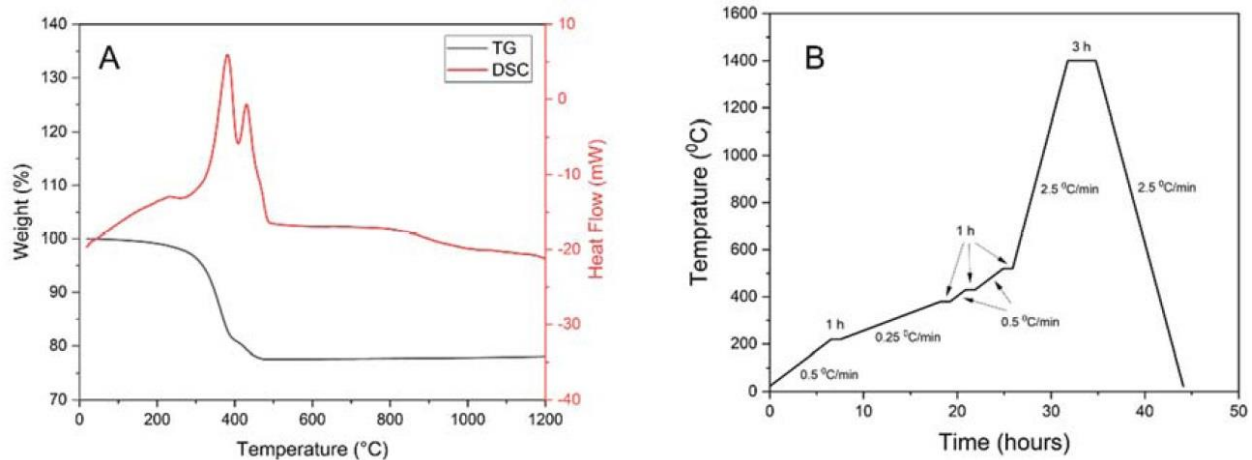 A
TG
DSC
140
130
120
110
100
90
80
70
Weight (%)
0
200
400
600
800
1000
1200
Temperature (°C)
10
0
-10
-20
-30
-40
Heat Flow (mW)
B
1600
1400
1200
1000
800
600
400
200
0
Temprature (⁰C)
3 h
2.5 ⁰C/min
2.5 ⁰C/min
1 h
1 h
0.25 ⁰C/min
0.5 ⁰C/min
0.5 ⁰C/min
0
10
20
30
40
50
Time (hours)